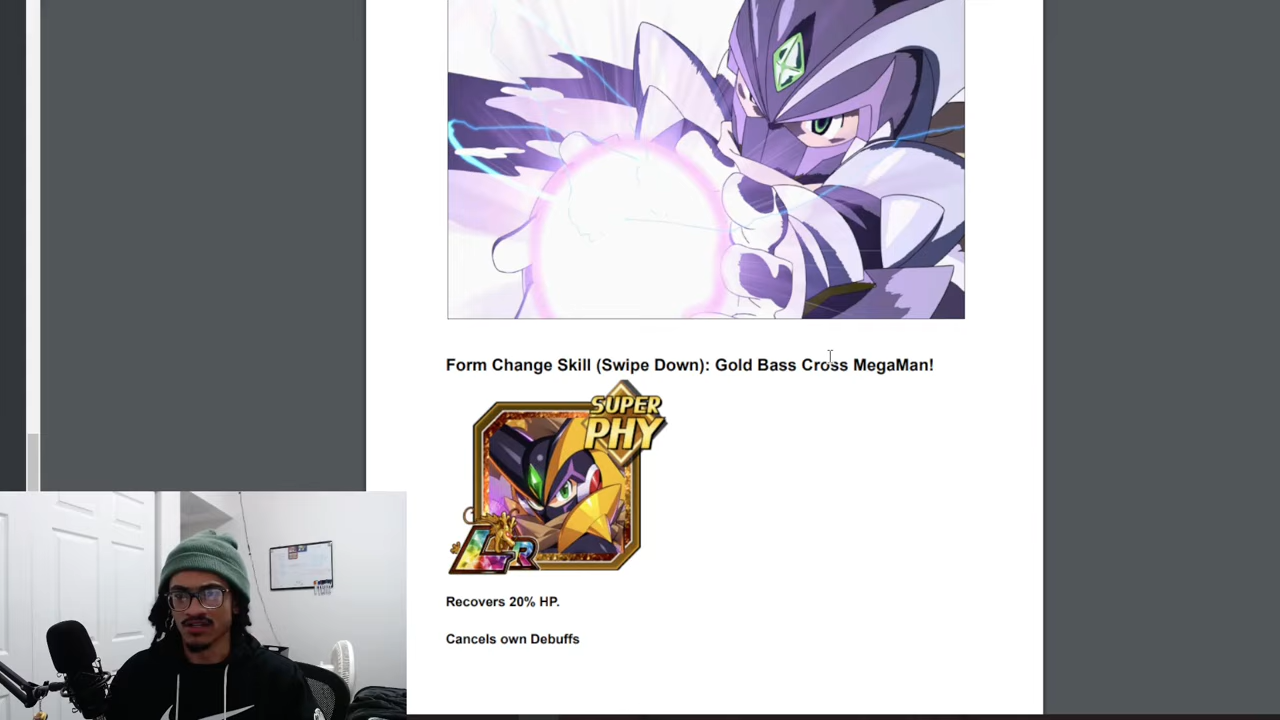 Form Change Skill (Swipe Down): Gold Bass Cross MegaMan!
SUPER
PHY
LR
Recovers 20% HP.
Cancels own Debuffs